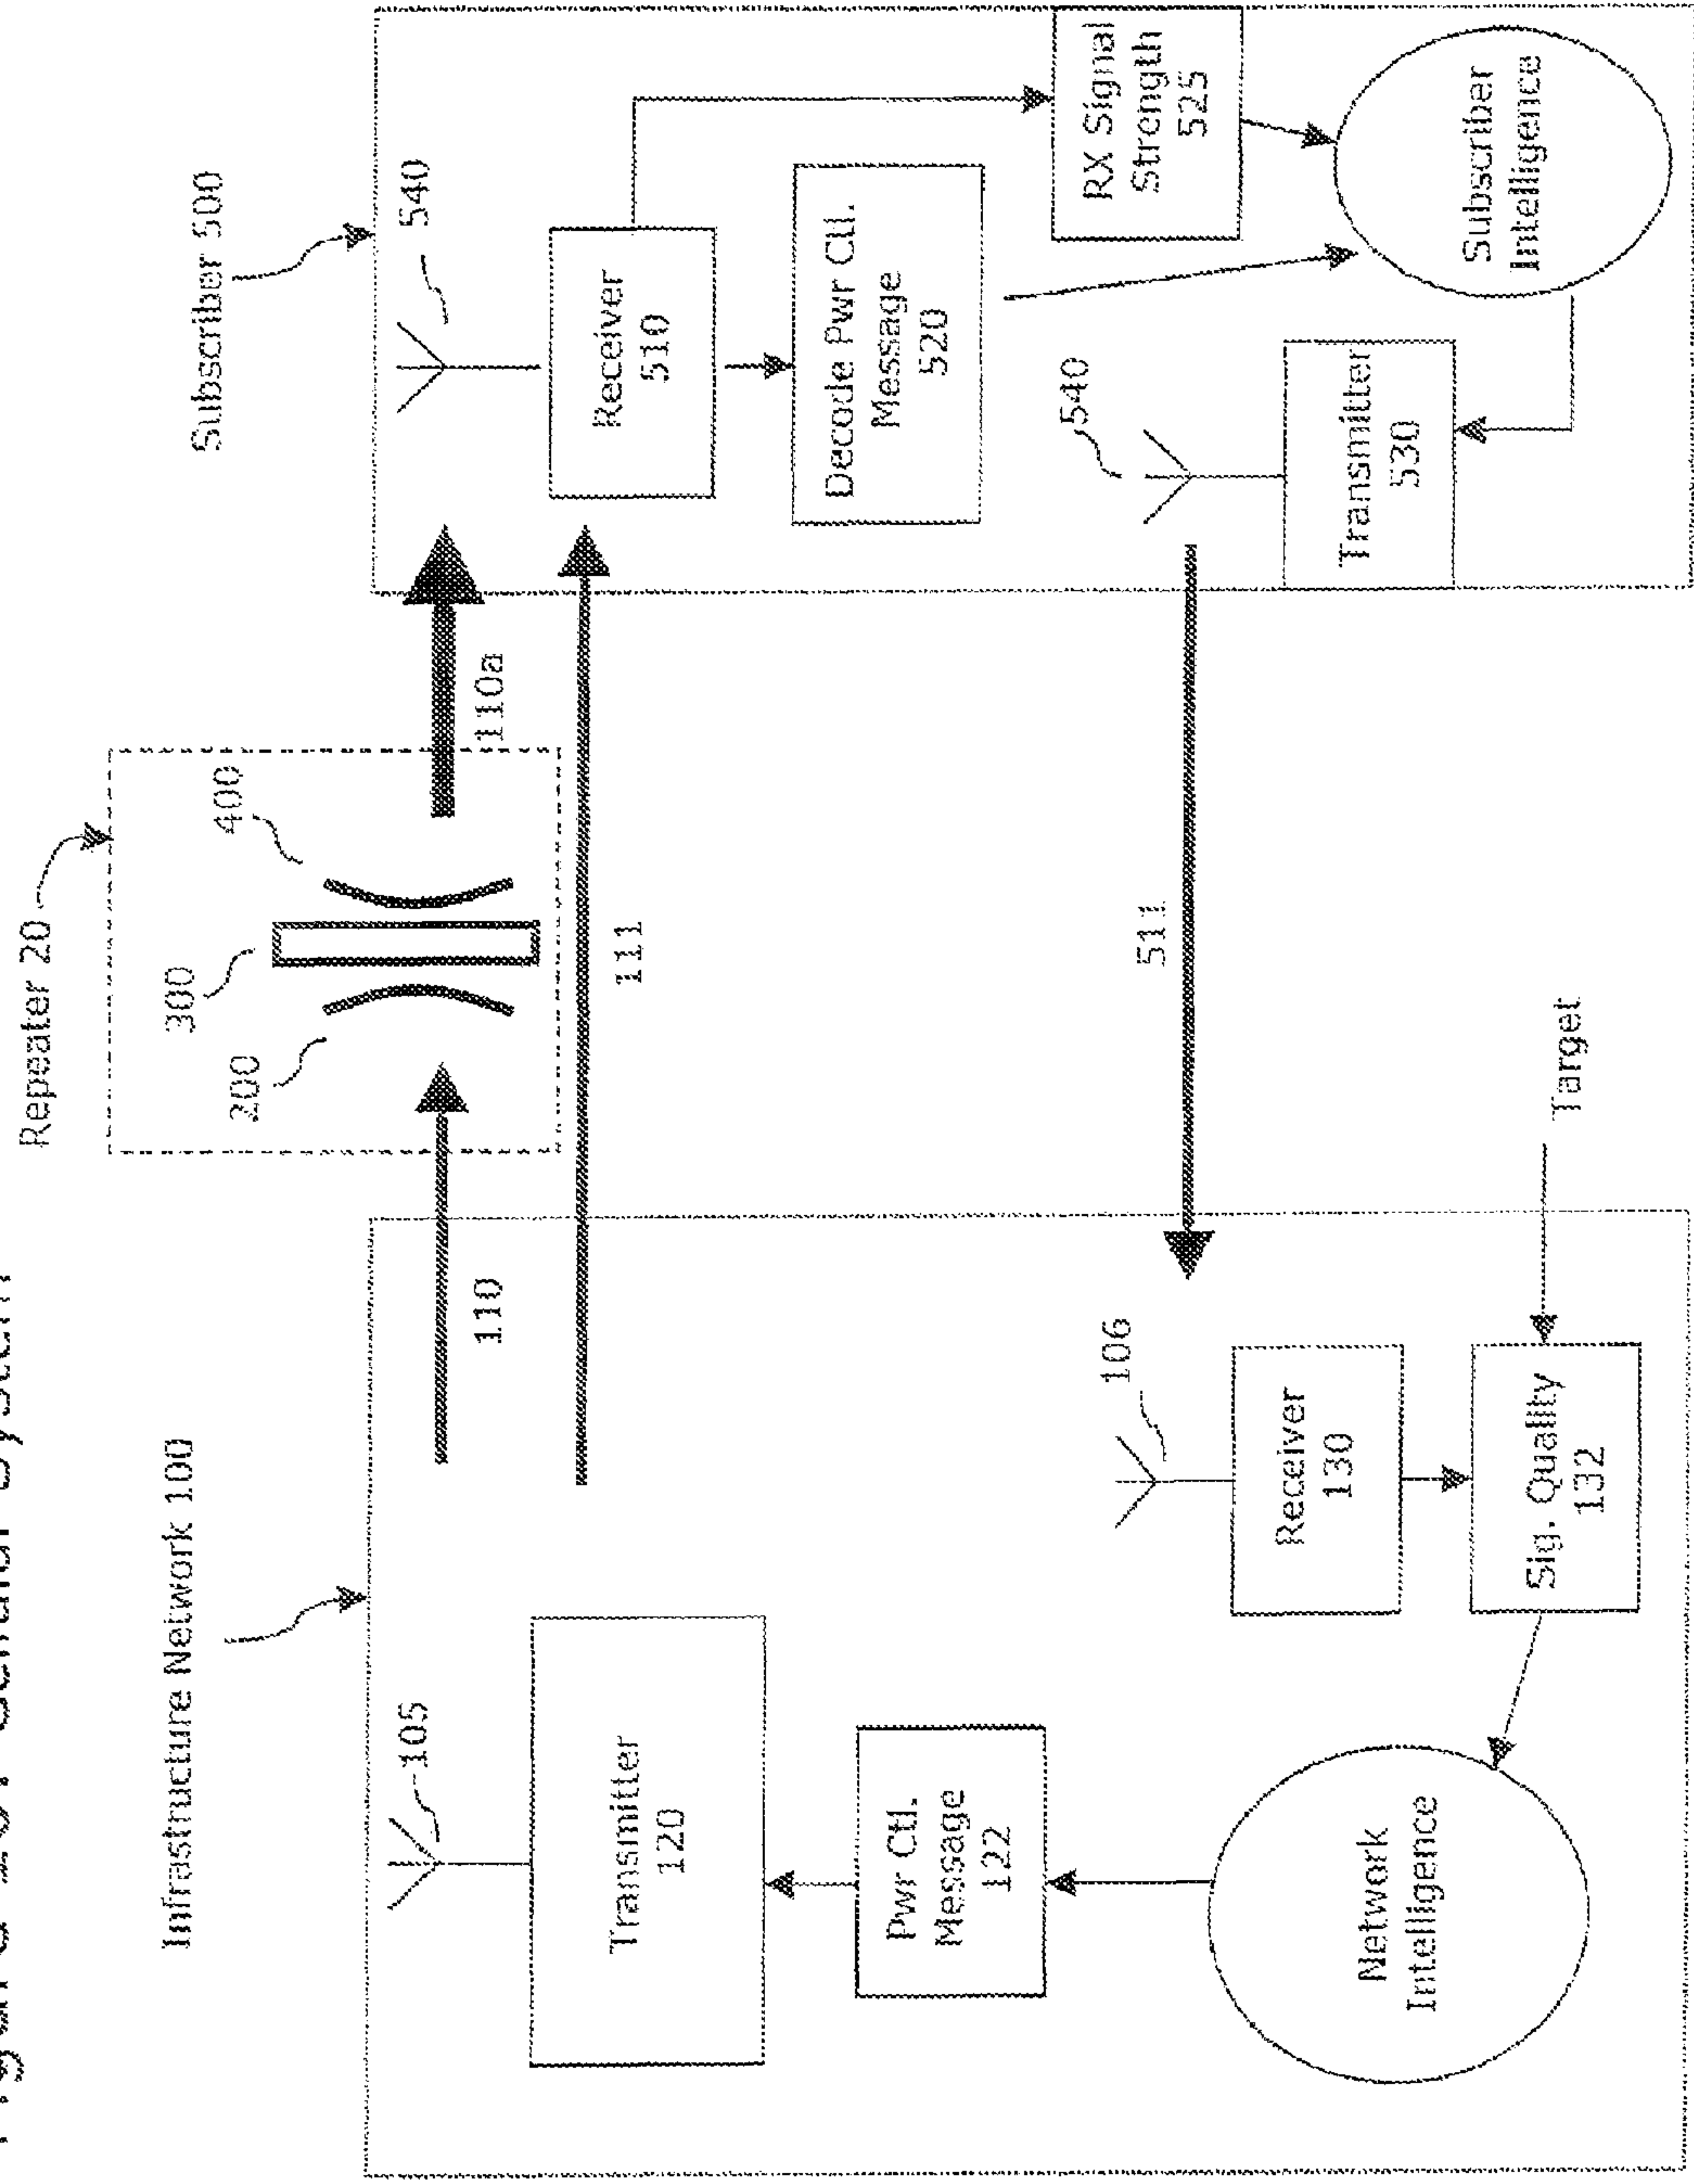 Repeater 20
Infrastructure Network 100
Subscriber 500
200
300
400
105
110
110a
540
Transmitter
120
111
Receiver
510
Pwr Ctl.
Message
122
Decode Pwr Ctl.
Message
520
RX Signal
Strength
525
106
511
540
Receiver
130
Transmitter
530
Network
Intelligence
Sig. Quality
132
Target
Subscriber
Intelligence